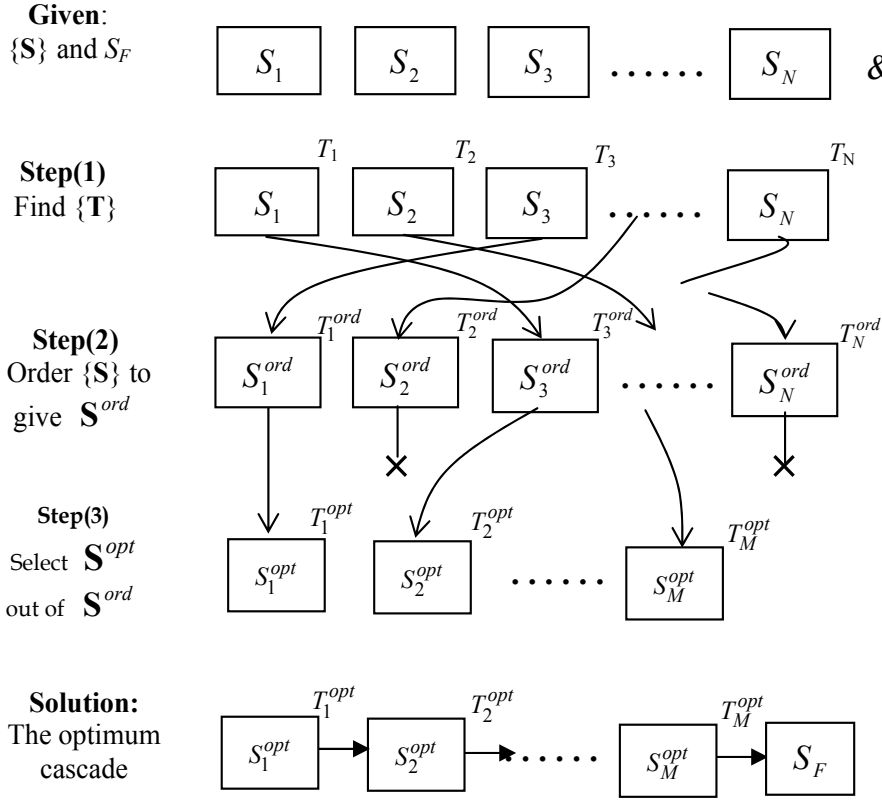 Given:
{S} and S_F
S_1 S_2 S_3 ...... S_N &
Step(1)
Find {T}
T_1 T_2 T_3 T_N
S_1 S_2 S_3 ...... S_N
Step(2)
Order {S} to
give S^ord
T_1^ord T_2^ord T_3^ord T_N^ord
S_1^ord S_2^ord S_3^ord ...... S_N^ord
Step(3)
Select S^opt
out of S^ord
T_1^opt T_2^opt T_M^opt
S_1^opt S_2^opt ...... S_M^opt
Solution:
The optimum
cascade
T_1^opt T_2^opt T_M^opt
S_1^opt S_2^opt ...... S_M^opt S_F